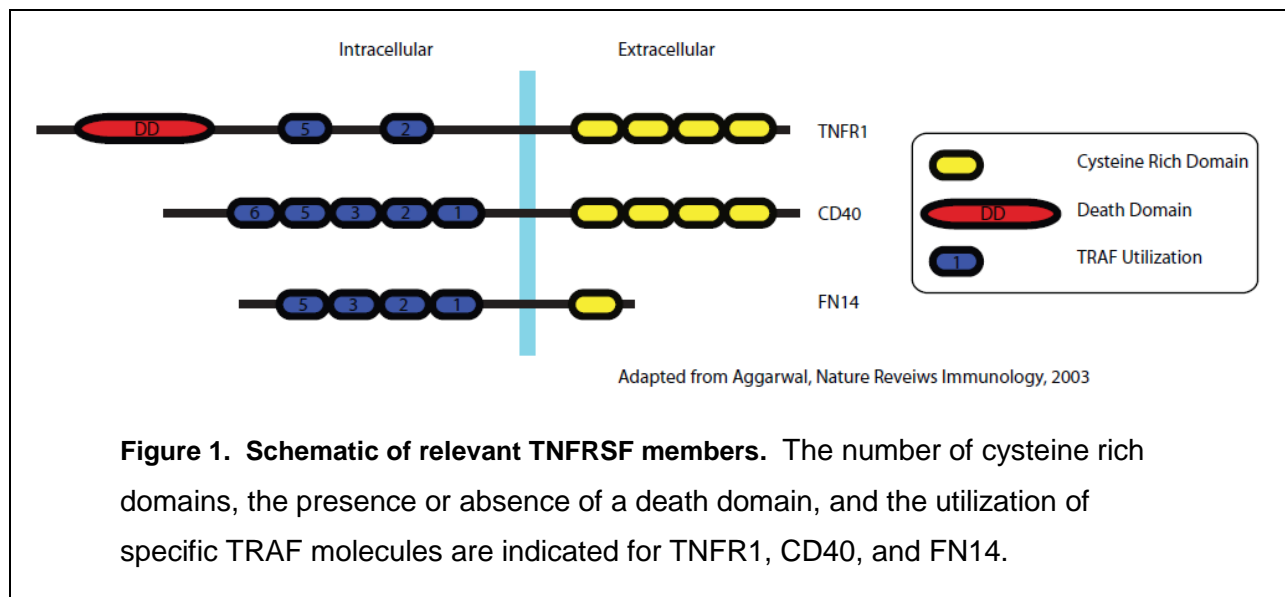 Intracellular Extracellular
DD 5 2 TNFR1
6 5 3 2 1 CD40
5 3 2 1 FN14
Cysteine Rich Domain
DD Death Domain
1 TRAF Utilization
Adapted from Aggarwal, Nature Reveiws Immunology, 2003
Figure 1. Schematic of relevant TNFRSF members. The number of cysteine rich
domains, the presence or absence of a death domain, and the utilization of
specific TRAF molecules are indicated for TNFR1, CD40, and FN14.